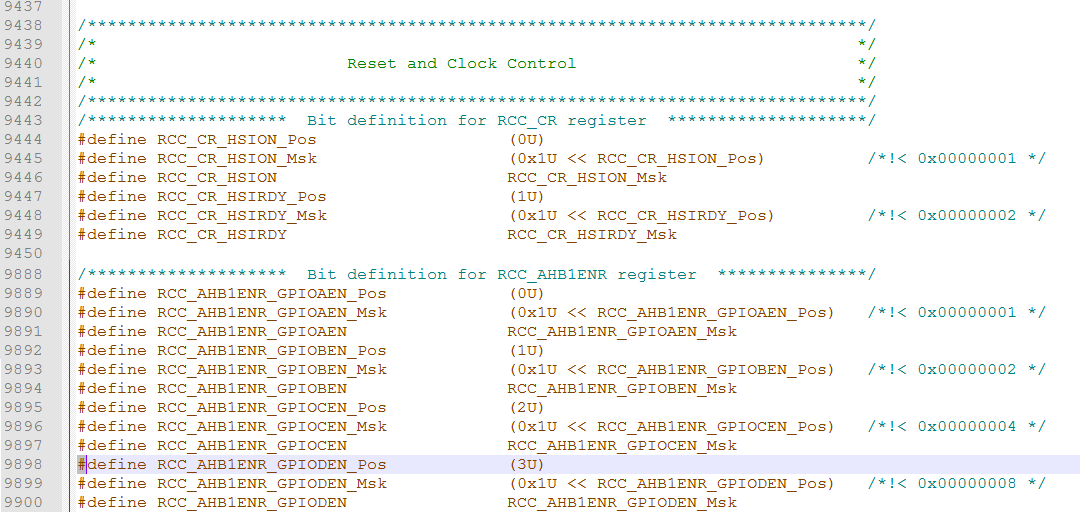 9437
9438 /******************************************************************************/
9439 /*                                                                            */
9440 /*                         Reset and Clock Control                            */
9441 /*                                                                            */
9442 /******************************************************************************/
9443 /********************  Bit definition for RCC_CR register  ********************/
9444 #define RCC_CR_HSION_Pos                   (0U)
9445 #define RCC_CR_HSION_Msk                   (0x1U << RCC_CR_HSION_Pos)          /*!< 0x00000001 */
9446 #define RCC_CR_HSION                       RCC_CR_HSION_Msk
9447 #define RCC_CR_HSIRDY_Pos                  (1U)
9448 #define RCC_CR_HSIRDY_Msk                  (0x1U << RCC_CR_HSIRDY_Pos)         /*!< 0x00000002 */
9449 #define RCC_CR_HSIRDY                      RCC_CR_HSIRDY_Msk
9450
9888 /********************  Bit definition for RCC_AHB1ENR register  ***************/
9889 #define RCC_AHB1ENR_GPIOAEN_Pos            (0U)
9890 #define RCC_AHB1ENR_GPIOAEN_Msk            (0x1U << RCC_AHB1ENR_GPIOAEN_Pos)   /*!< 0x00000001 */
9891 #define RCC_AHB1ENR_GPIOAEN                RCC_AHB1ENR_GPIOAEN_Msk
9892 #define RCC_AHB1ENR_GPIOBEN_Pos            (1U)
9893 #define RCC_AHB1ENR_GPIOBEN_Msk            (0x1U << RCC_AHB1ENR_GPIOBEN_Pos)   /*!< 0x00000002 */
9894 #define RCC_AHB1ENR_GPIOBEN                RCC_AHB1ENR_GPIOBEN_Msk
9895 #define RCC_AHB1ENR_GPIOCEN_Pos            (2U)
9896 #define RCC_AHB1ENR_GPIOCEN_Msk            (0x1U << RCC_AHB1ENR_GPIOCEN_Pos)   /*!< 0x00000004 */
9897 #define RCC_AHB1ENR_GPIOCEN                RCC_AHB1ENR_GPIOCEN_Msk
9898 #define RCC_AHB1ENR_GPIODEN_Pos            (3U)
9899 #define RCC_AHB1ENR_GPIODEN_Msk            (0x1U << RCC_AHB1ENR_GPIODEN_Pos)   /*!< 0x00000008 */
9900 #define RCC_AHB1ENR_GPIODEN                RCC_AHB1ENR_GPIODEN_Msk